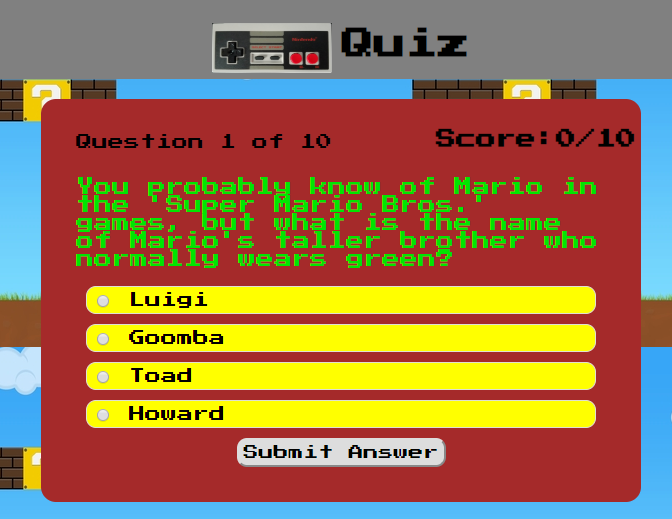 Quiz
Question 1 of 10
Score:0/10
You probably know of Mario in
the 'Super Mario Bros.'
games, but what is the name
of Mario's taller brother who
normally wears green?
Luigi
Goomba
Toad
Howard
Submit Answer